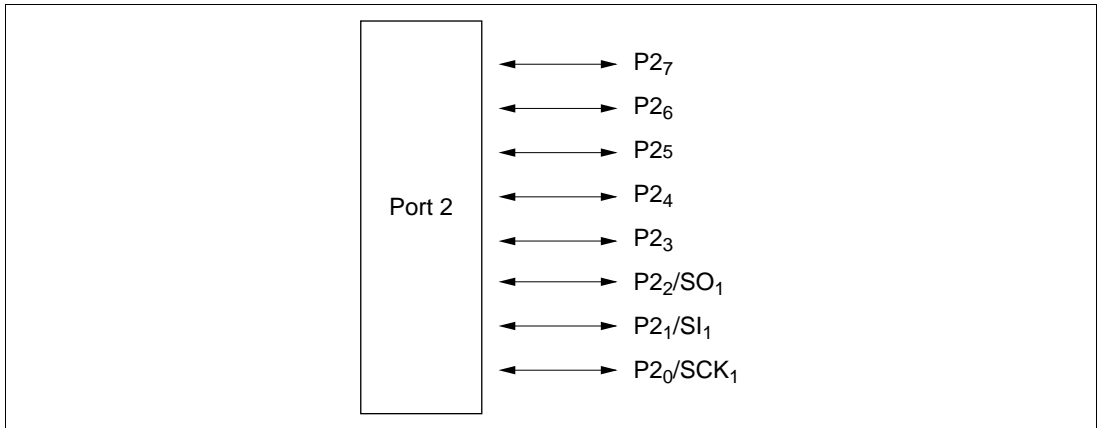 P2₇
P2₆
P25
P2₄
Port 2
P2₃
P2₂/SO₁
P2₁/SI₁
P2₀/SCK₁